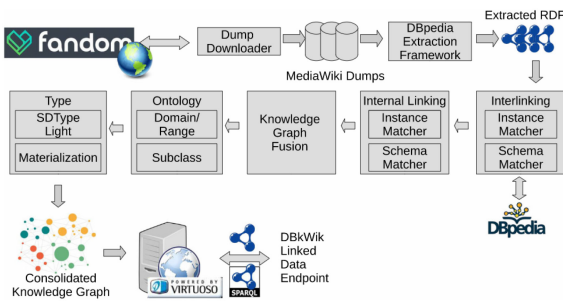 fandom
Dump
Downloader
MediaWiki Dumps
DBpedia
Extraction
Framework
Extracted RDF
Type
SDType
Light
Materialization
Ontology
Domain/
Range
Subclass
Knowledge
Graph
Fusion
Internal Linking
Instance
Matcher
Schema
Matcher
Interlinking
Instance
Matcher
Schema
Matcher
DBpedia
Consolidated
Knowledge Graph
POWERED BY
VIRTUOSO
SPARQL
DBkWik
Linked
Data
Endpoint